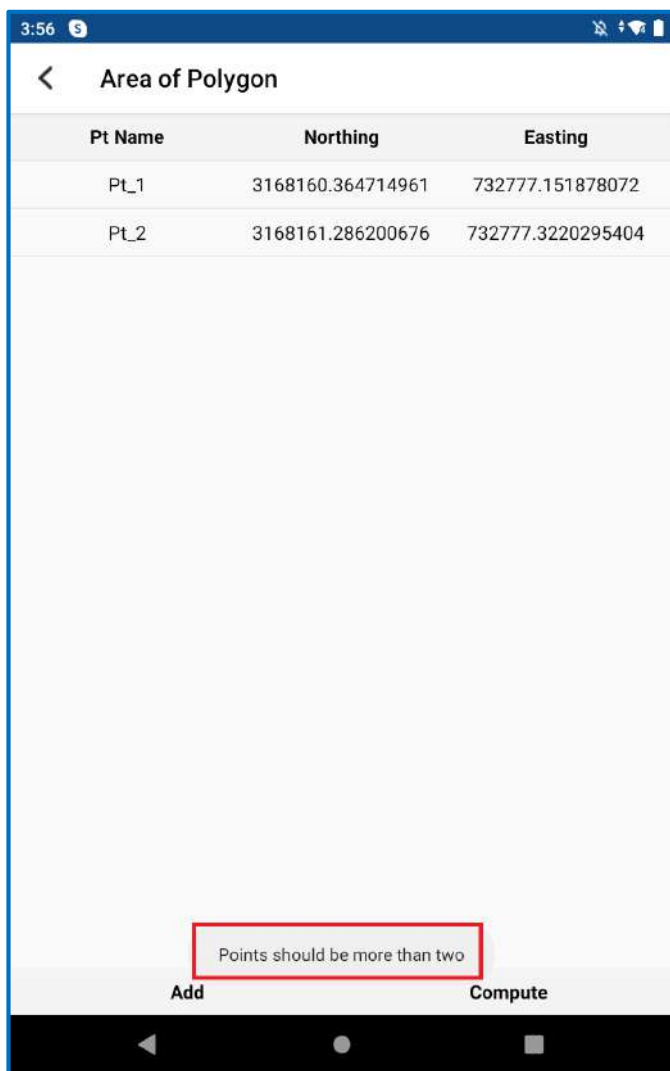 3:56 S
Area of Polygon
Pt Name Northing Easting
Pt_1 3168160.364714961 732777.151878072
Pt_2 3168161.286200676 732777.3220295404
Points should be more than two
Add Compute